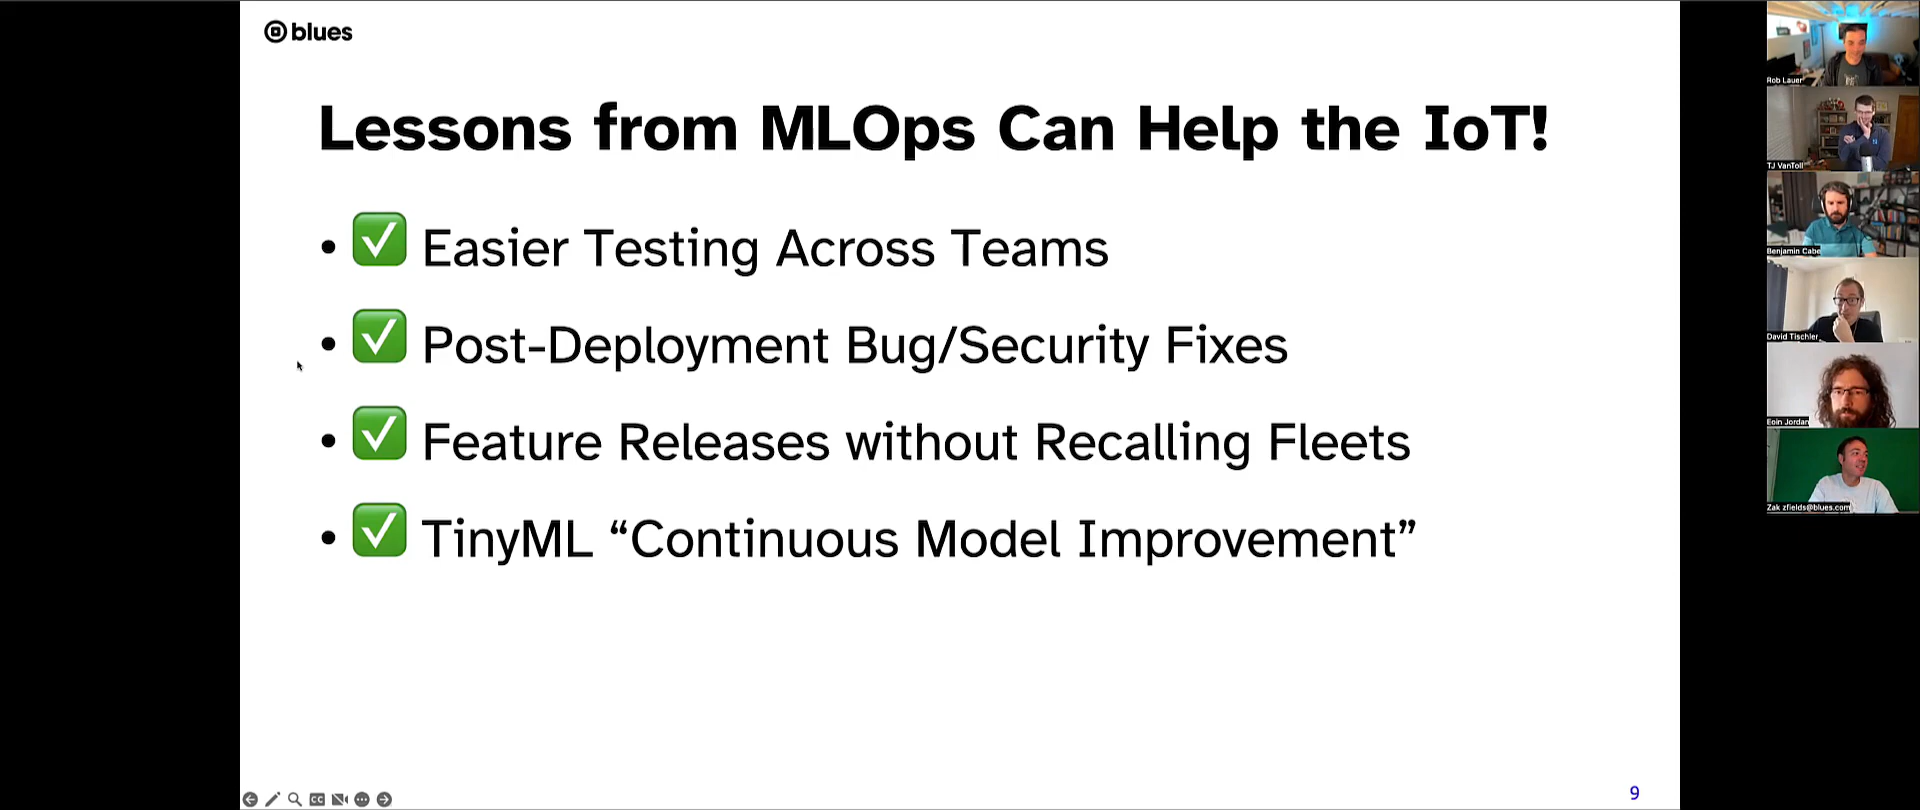 blues
Lessons from MLOps Can Help the IoT!
• ✅ Easier Testing Across Teams
• ✅ Post-Deployment Bug/Security Fixes
• ✅ Feature Releases without Recalling Fleets
• ✅ TinyML “Continuous Model Improvement”
CC
9
Rob Lauer
TJ VanToll
Benjamin Cabe
David Tischler
Eoin Jordan
Zak zfields@blues.com